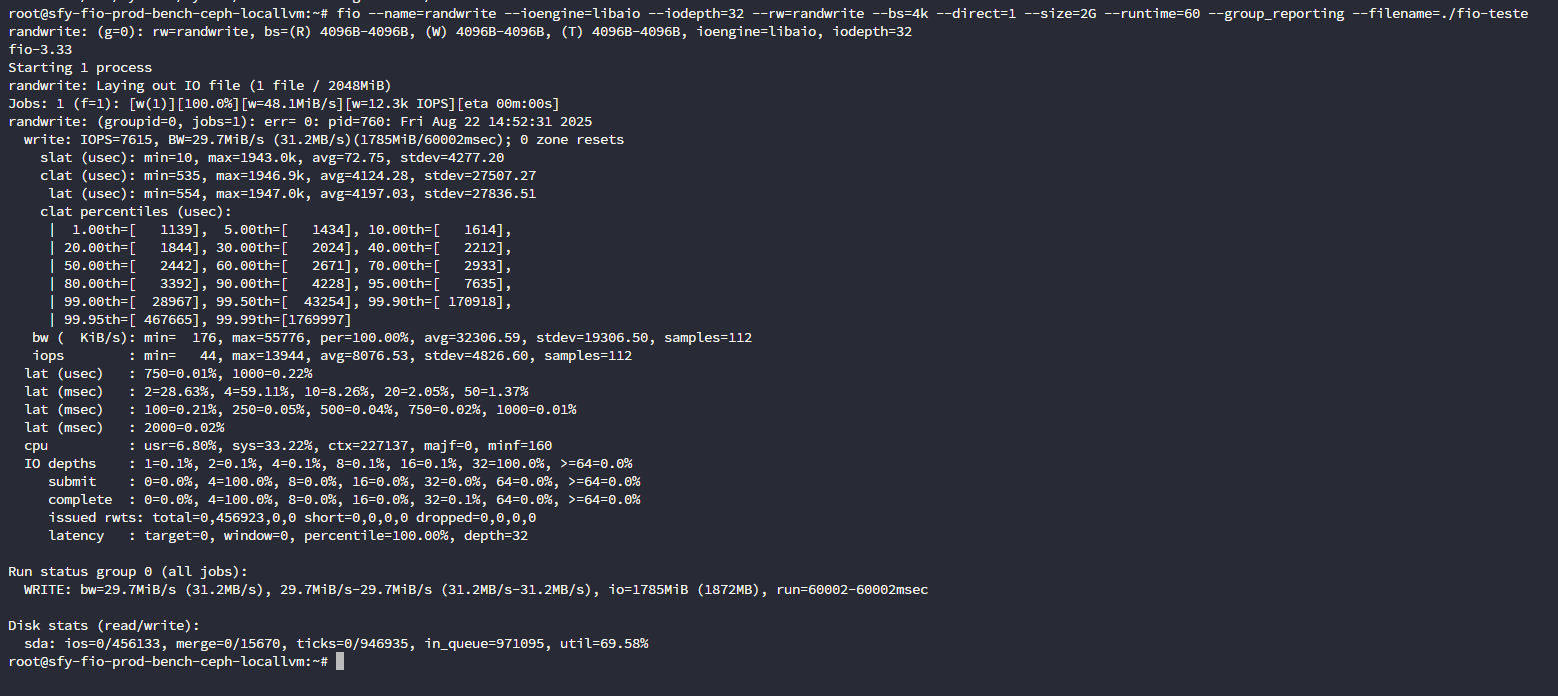 root@sfy-fio-prod-bench-ceph-locallvm:~# fio --name=randwrite --ioengine=libaio --iodepth=32 --rw=randwrite --bs=4k --direct=1 --size=2G --runtime=60 --group_reporting --filename=./fio-teste
randwrite: (g=0): rw=randwrite, bs=(R) 4096B-4096B, (W) 4096B-4096B, (T) 4096B-4096B, ioengine=libaio, iodepth=32
fio-3.33
Starting 1 process
randwrite: Laying out IO file (1 file / 2048MiB)
Jobs: 1 (f=1): [w(1)][100.0%][w=48.1MiB/s][w=12.3k IOPS][eta 00m:00s]
randwrite: (groupid=0, jobs=1): err= 0: pid=760: Fri Aug 22 14:52:31 2025
  write: IOPS=7615, BW=29.7MiB/s (31.2MB/s)(1785MiB/60002msec); 0 zone resets
    slat (usec): min=10, max=1943.0k, avg=72.75, stdev=4277.20
    clat (usec): min=535, max=1946.9k, avg=4124.28, stdev=27507.27
     lat (usec): min=554, max=1947.0k, avg=4197.03, stdev=27836.51
    clat percentiles (usec):
     |  1.00th=[   1139],  5.00th=[   1434], 10.00th=[   1614],
     | 20.00th=[   1844], 30.00th=[   2024], 40.00th=[   2212],
     | 50.00th=[   2442], 60.00th=[   2671], 70.00th=[   2933],
     | 80.00th=[   3392], 90.00th=[   4228], 95.00th=[   7635],
     | 99.00th=[  28967], 99.50th=[  43254], 99.90th=[ 170918],
     | 99.95th=[ 467665], 99.99th=[1769997]
   bw (  KiB/s): min=  176, max=55776, per=100.00%, avg=32306.59, stdev=19306.50, samples=112
   iops        : min=   44, max=13944, avg=8076.53, stdev=4826.60, samples=112
  lat (usec)   : 750=0.01%, 1000=0.22%
  lat (msec)   : 2=28.63%, 4=59.11%, 10=8.26%, 20=2.05%, 50=1.37%
  lat (msec)   : 100=0.21%, 250=0.05%, 500=0.04%, 750=0.02%, 1000=0.01%
  lat (msec)   : 2000=0.02%
  cpu          : usr=6.80%, sys=33.22%, ctx=227137, majf=0, minf=160
  IO depths    : 1=0.1%, 2=0.1%, 4=0.1%, 8=0.1%, 16=0.1%, 32=100.0%, >=64=0.0%
     submit    : 0=0.0%, 4=100.0%, 8=0.0%, 16=0.0%, 32=0.0%, 64=0.0%, >=64=0.0%
     complete  : 0=0.0%, 4=100.0%, 8=0.0%, 16=0.0%, 32=0.1%, 64=0.0%, >=64=0.0%
     issued rwts: total=0,456923,0,0 short=0,0,0,0 dropped=0,0,0,0
     latency   : target=0, window=0, percentile=100.00%, depth=32

Run status group 0 (all jobs):
  WRITE: bw=29.7MiB/s (31.2MB/s), 29.7MiB/s-29.7MiB/s (31.2MB/s-31.2MB/s), io=1785MiB (1872MB), run=60002-60002msec

Disk stats (read/write):
  sda: ios=0/456133, merge=0/15670, ticks=0/946935, in_queue=971095, util=69.58%
root@sfy-fio-prod-bench-ceph-locallvm:~#